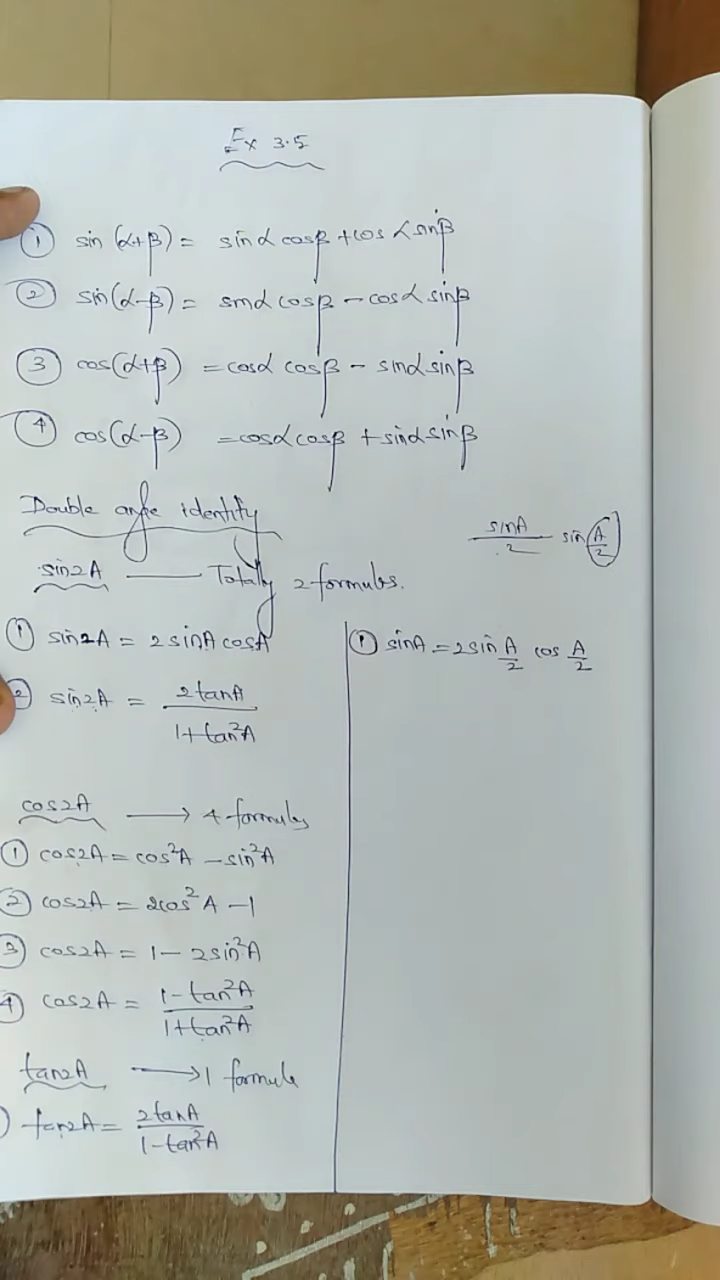 Ex 3.5
① sin (α+β) = sinα cosβ + cosα sinβ
② sin(α-β) = sinα cosβ - cosα sinβ
③ cos(α+β) = cosα cosβ - sinα sinβ
④ cos(α-β) = cosα cosβ + sinα sinβ
Double angle identify
sinA/2 sin(A/2)
sin2A — Totally 2 formulas.
① sin2A = 2 sinA cosA
② sin2A = 2tanA / 1+tan²A
① sinA = 2sin A/2 cos A/2
cos2A → 4 formulas
① cos2A = cos²A - sin²A
② cos2A = 2cos²A - 1
③ cos2A = 1 - 2sin²A
④ cos2A = 1-tan²A / 1+tan²A
tan2A → 1 formula
① tan2A = 2tanA / 1-tan²A